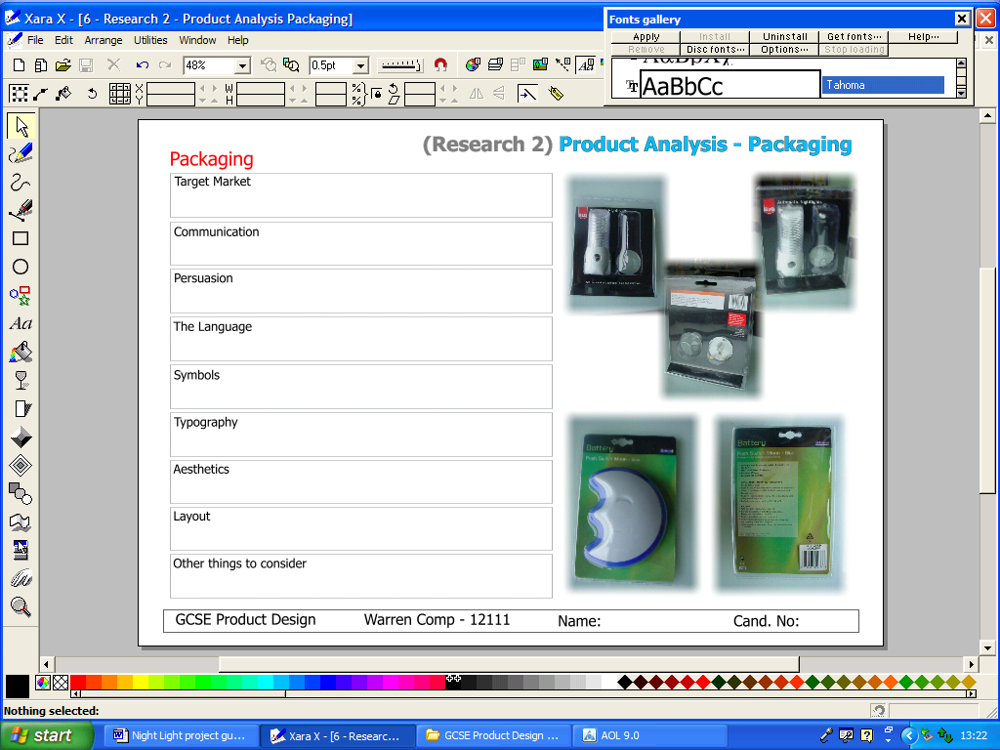 Xara X - [6 - Research 2 - Product Analysis Packaging]
File Edit Arrange Utilities Window Help
Fonts gallery
Apply Install Uninstall Get fonts... Help...
Remove Disc fonts... Options... Stop loading
AaBbCc Tahoma
48% 0.5pt
X Y W H
(Research 2) Product Analysis - Packaging
Packaging
Target Market
Communication
Persuasion
The Language
Symbols
Typography
Aesthetics
Layout
Other things to consider
Battery
Battery
GCSE Product Design Warren Comp - 12111 Name: Cand. No:
Nothing selected:
start Night Light project gu... Xara X - [6 - Researc... GCSE Product Design ... AOL 9.0 13:22